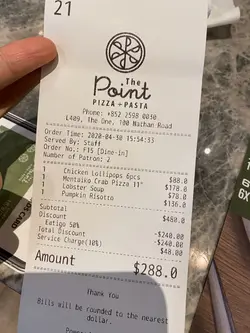 21
The
Point
PIZZA + PASTA
Phone: +852 2598 0030
L409, The One, 100 Nathan Road
Order Time: 2020-04-30 15:54:33
Served By: Staff
Order No.: F35 [Dine-in]
Number of Patron: 2
1 Chicken Lollipops 6pcs $88.0
1 Mentaiko Crab Pizza 11" $178.0
1 Lobster Soup $78.0
1 Pumpkin Risotto $136.0
Subtotal $480.0
Discount
Eatigo 50% -$240.00
Total Discount -$240.00
Service Charge(10%) $48.00
Amount $288.0
Thank You
Bills will be rounded to the nearest
dollar.